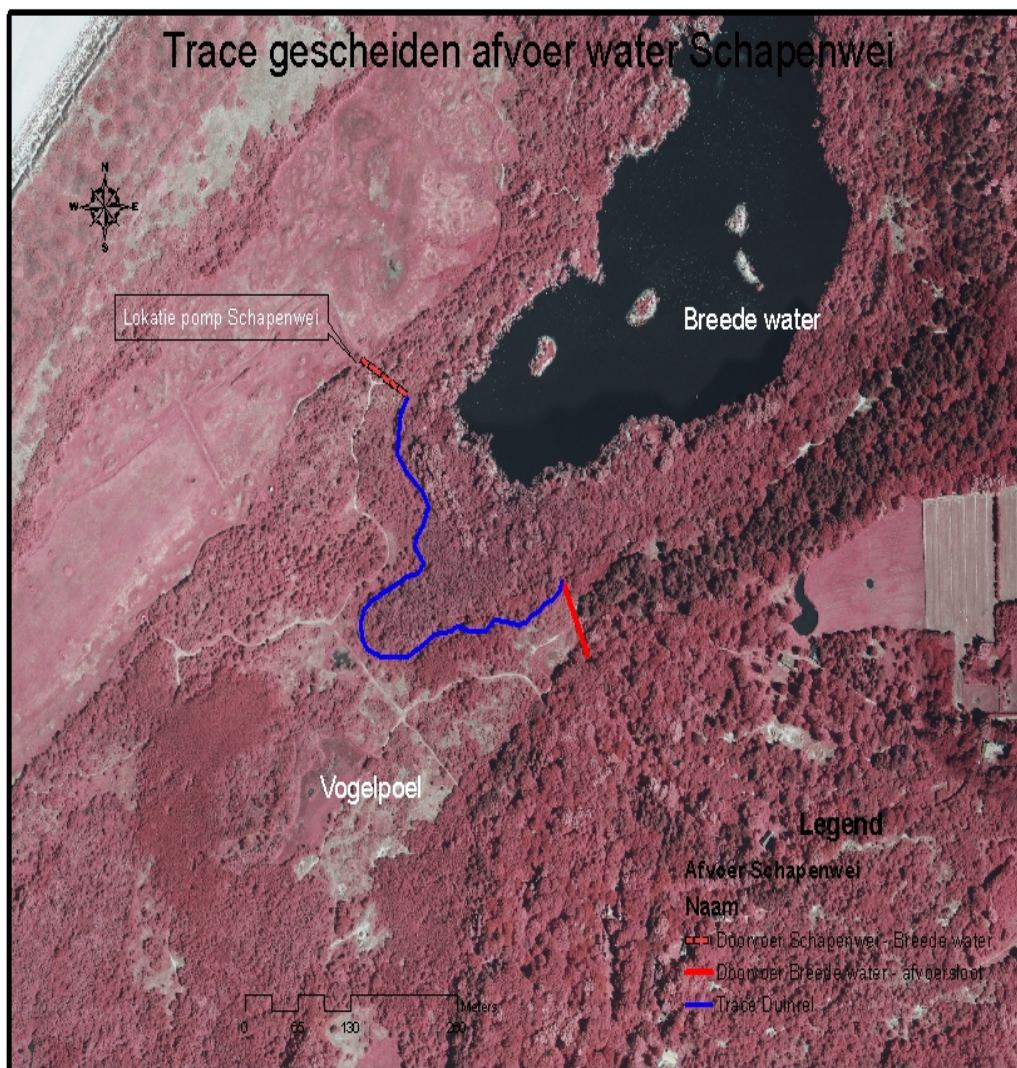 Trace gescheiden afvoer water Schapenwei
N
W E
S
Lokatie pomp Schapenwei
Breede water
Vogelpoel
Legend
Afvoer Schapenwei
Naam
Doorvoer Schapenwei - Breede water
Doorvoer Breede water - afvoersloot
Trace Duinrel
Meters
0 65 130 260